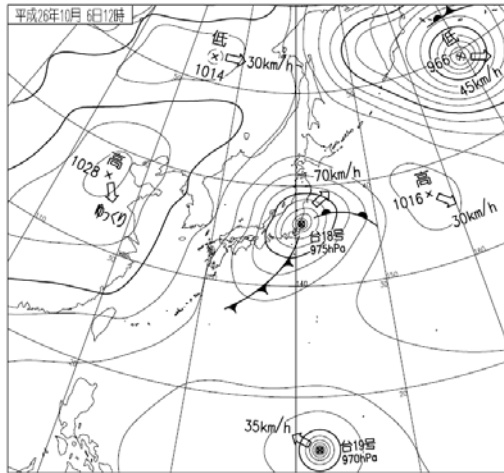 平成26年10月 6日12時
低
1014
30km/h
低
966
45km/h
高
1028
ゆっくり
70km/h
高
1016
30km/h
台18号
975hPa
140
35km/h
台19号
970hPa
20